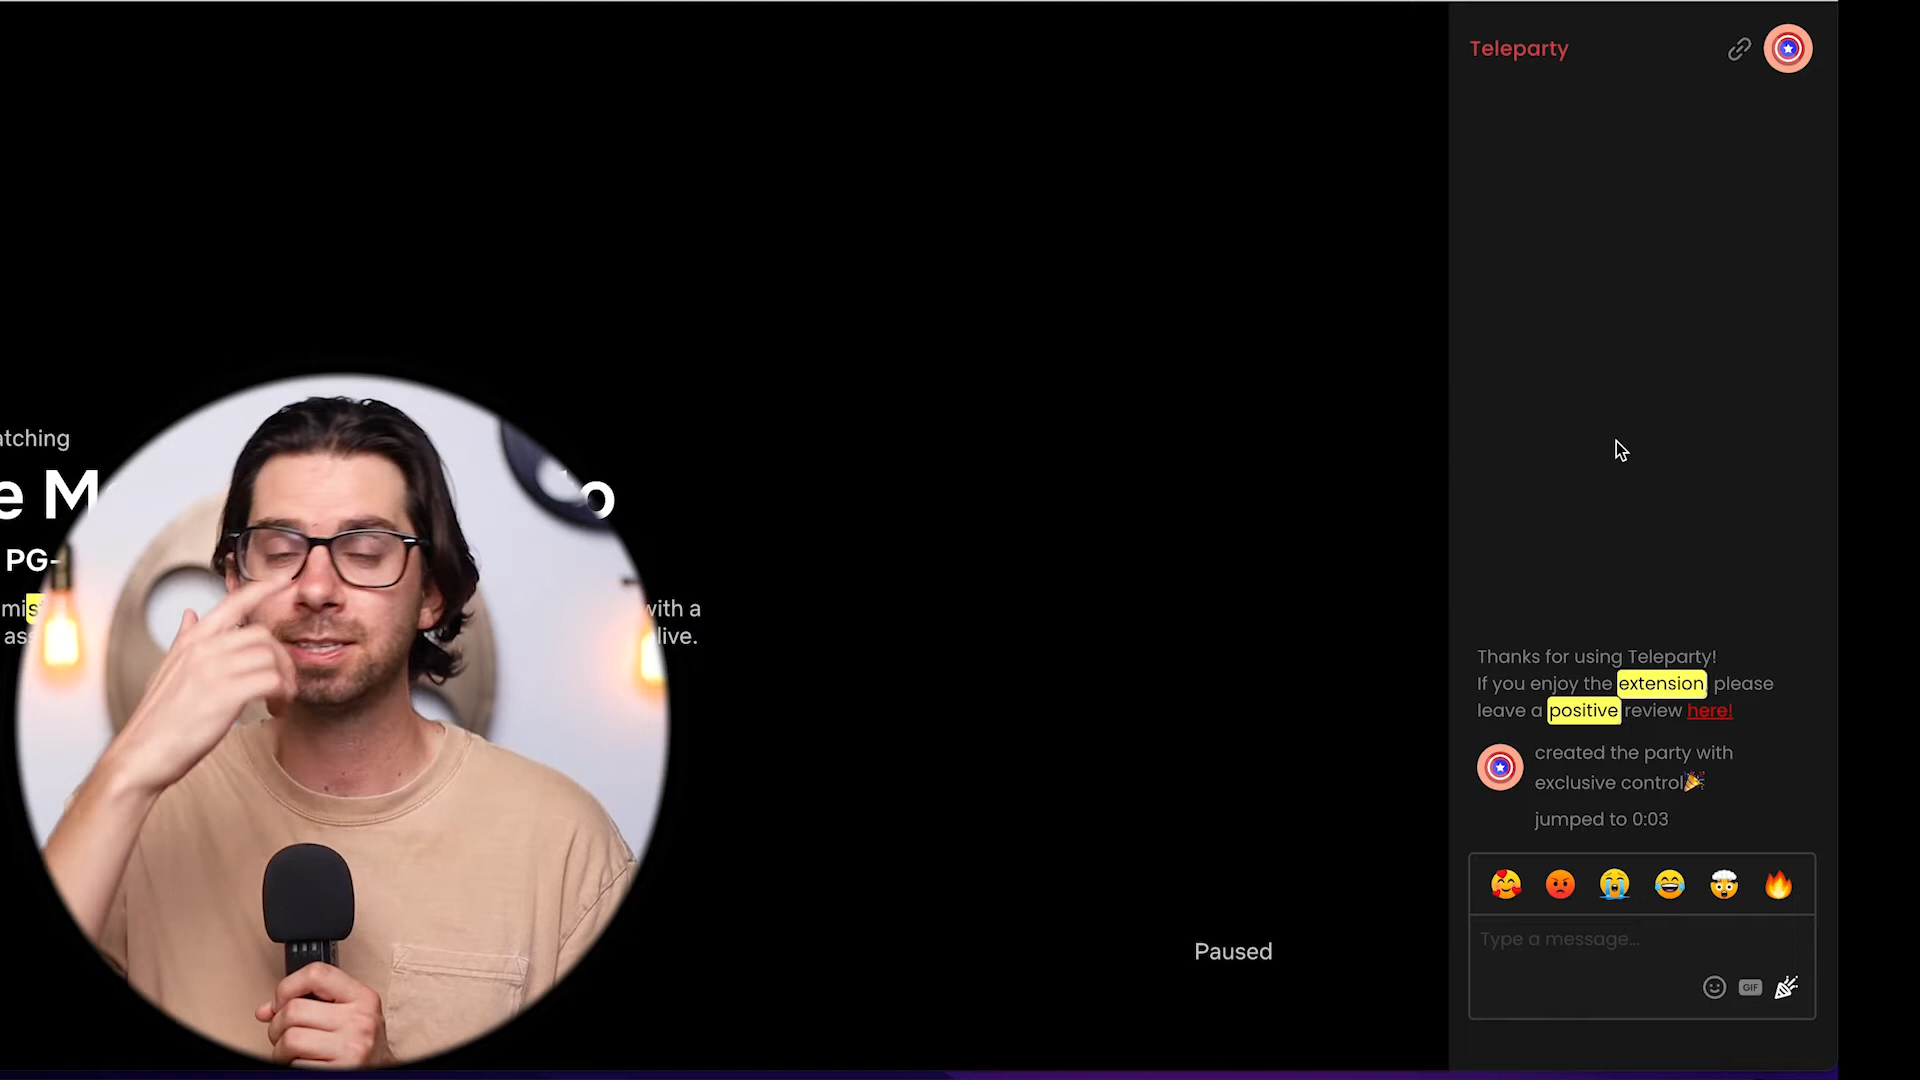 Teleparty
atching
e M
o
PG-
mis
with a
as
live.
Thanks for using Teleparty!
If you enjoy the extension, please
leave a positive review here!
created the party with
exclusive control🎉
jumped to 0:03
Type a message...
GIF
Paused